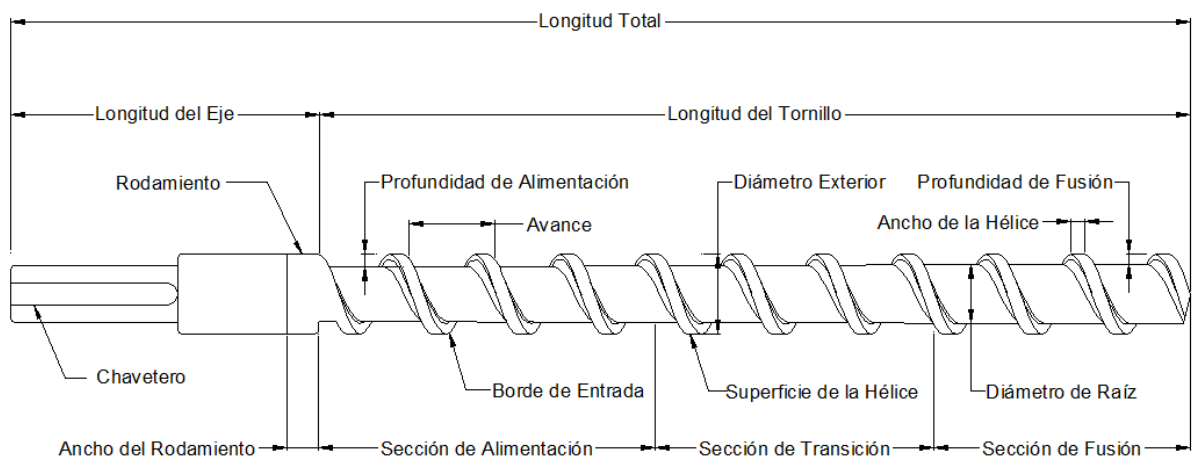 Longitud Total
Longitud del Eje
Longitud del Tornillo
Rodamiento
Profundidad de Alimentación
Diámetro Exterior
Profundidad de Fusión
Avance
Ancho de la Hélice
Chavetero
Borde de Entrada
Superficie de la Hélice
Diámetro de Raíz
Ancho del Rodamiento
Sección de Alimentación
Sección de Transición
Sección de Fusión